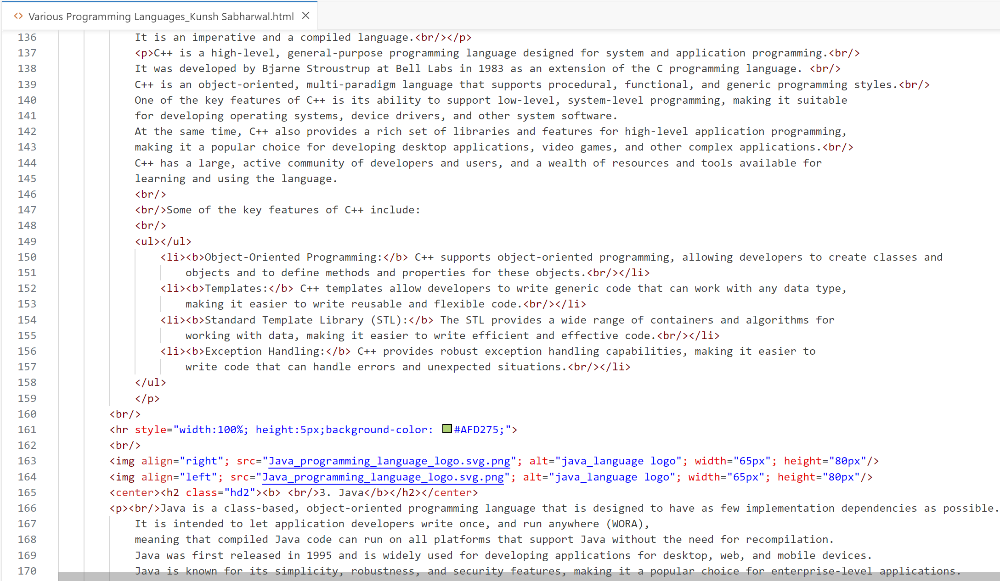 <> Various Programming Languages_Kunsh Sabharwal.html ×
136 It is an imperative and a compiled language.<br/></p>
137 <p>C++ is a high-level, general-purpose programming language designed for system and application programming.<br/>
138 It was developed by Bjarne Stroustrup at Bell Labs in 1983 as an extension of the C programming language. <br/>
139 C++ is an object-oriented, multi-paradigm language that supports procedural, functional, and generic programming styles.<br/>
140 One of the key features of C++ is its ability to support low-level, system-level programming, making it suitable
141 for developing operating systems, device drivers, and other system software.
142 At the same time, C++ also provides a rich set of libraries and features for high-level application programming,
143 making it a popular choice for developing desktop applications, video games, and other complex applications.<br/>
144 C++ has a large, active community of developers and users, and a wealth of resources and tools available for
145 learning and using the language.
146 <br/>
147 <br/>Some of the key features of C++ include:
148 <br/>
149 <ul></ul>
150 <li><b>Object-Oriented Programming:</b> C++ supports object-oriented programming, allowing developers to create classes and
151 objects and to define methods and properties for these objects.<br/></li>
152 <li><b>Templates:</b> C++ templates allow developers to write generic code that can work with any data type,
153 making it easier to write reusable and flexible code.<br/></li>
154 <li><b>Standard Template Library (STL):</b> The STL provides a wide range of containers and algorithms for
155 working with data, making it easier to write efficient and effective code.<br/></li>
156 <li><b>Exception Handling:</b> C++ provides robust exception handling capabilities, making it easier to
157 write code that can handle errors and unexpected situations.<br/></li>
158 </ul>
159 </p>
160 <br/>
161 <hr style="width:100%; height:5px;background-color: #AFD275;">
162 <br/>
163 <img align="right"; src="Java_programming_language_logo.svg.png"; alt="java_language logo"; width="65px"; height="80px"/>
164 <img align="left"; src="Java_programming_language_logo.svg.png"; alt="java_language logo"; width="65px"; height="80px"/>
165 <center><h2 class="hd2"><b> <br/>3. Java</b></h2></center>
166 <p><br/>Java is a class-based, object-oriented programming language that is designed to have as few implementation dependencies as possible.
167 It is intended to let application developers write once, and run anywhere (WORA),
168 meaning that compiled Java code can run on all platforms that support Java without the need for recompilation.
169 Java was first released in 1995 and is widely used for developing applications for desktop, web, and mobile devices.
170 Java is known for its simplicity, robustness, and security features, making it a popular choice for enterprise-level applications.